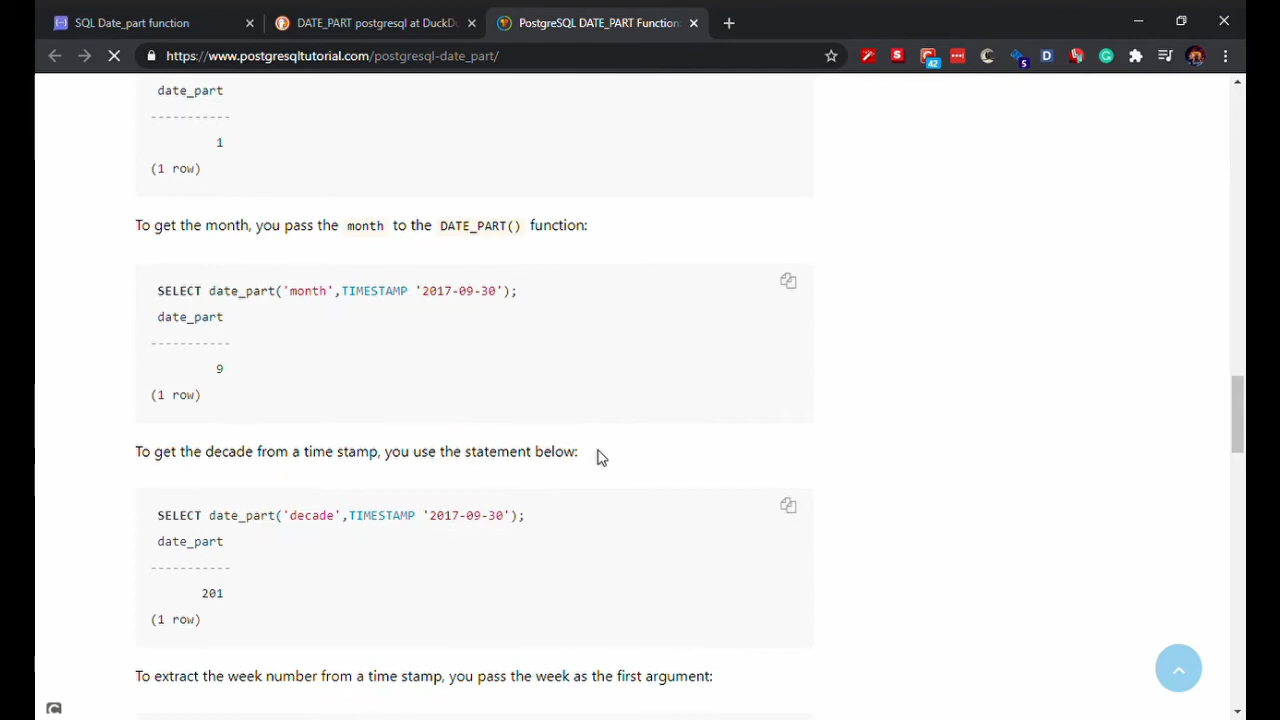 SQL Date_part function
DATE_PART postgresql at DuckDu
PostgreSQL DATE_PART Function:
https://www.postgresqltutorial.com/postgresql-date_part/
42
5
date_part
-----------
1
(1 row)
To get the month, you pass the month to the DATE_PART() function:
SELECT date_part('month',TIMESTAMP '2017-09-30');
date_part
-----------
9
(1 row)
To get the decade from a time stamp, you use the statement below:
SELECT date_part('decade',TIMESTAMP '2017-09-30');
date_part
-----------
201
(1 row)
To extract the week number from a time stamp, you pass the week as the first argument: